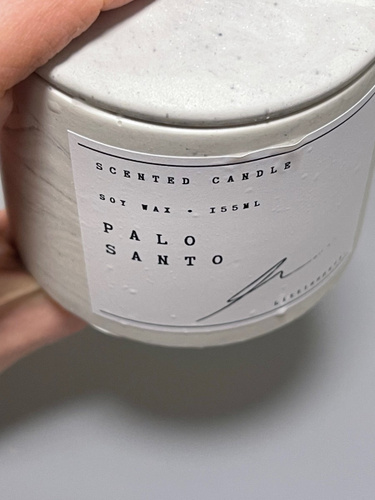 SCENTED CANDLE
SOY WAX • 155ML
PALO
SANTO